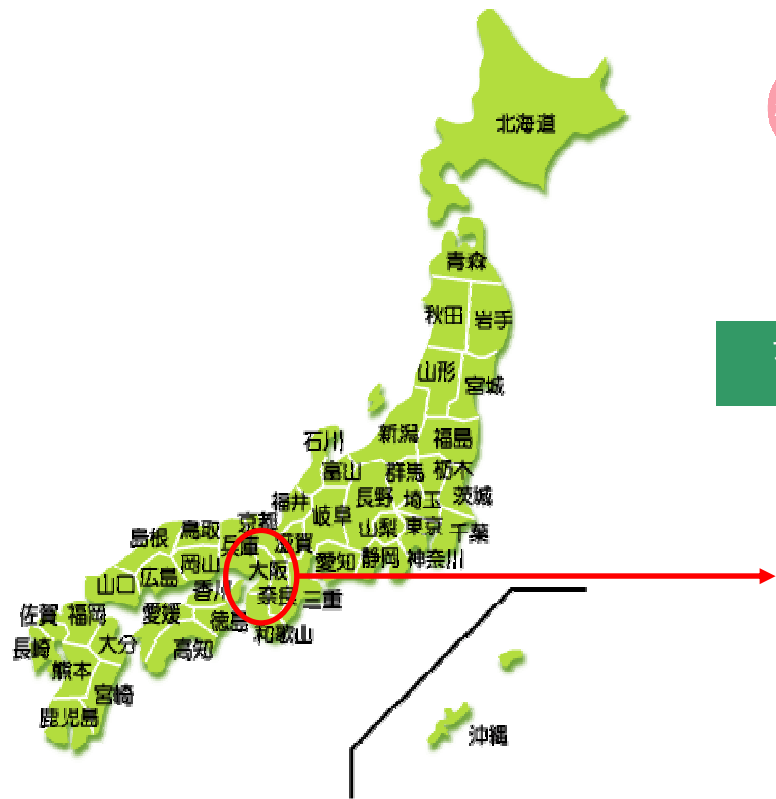 北海道
青森
秋田
岩手
山形
宮城
石川
新潟
福島
富山
群馬
栃木
福井
岐阜
長野
埼玉
茨城
京都
山梨
東京
千葉
島根
鳥取
兵庫
滋賀
愛知
静岡
神奈川
岡山
大阪
山口
広島
香川
奈良
三重
佐賀
福岡
愛媛
徳島
和歌山
長崎
大分
高知
熊本
宮崎
鹿児島
沖縄